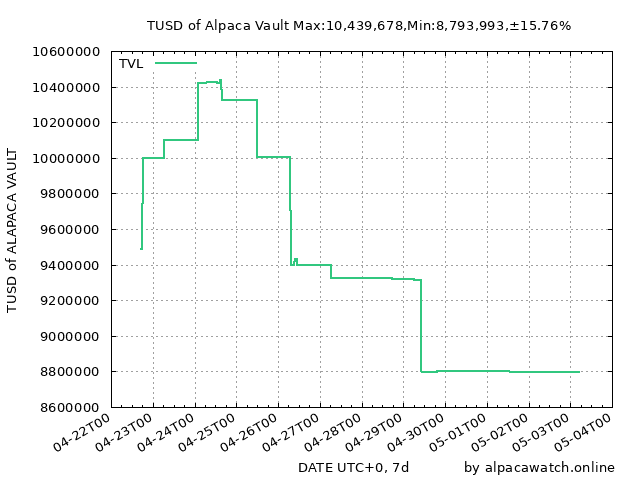 TUSD of Alpaca Vault Max:10,439,678,Min:8,793,993,±15.76%
TVL
10600000
10400000
10200000
10000000
9800000
9600000
9400000
9200000
9000000
8800000
8600000
TUSD of ALAPACA VAULT
04-22T00
04-23T00
04-24T00
04-25T00
04-26T00
04-27T00
04-28T00
04-29T00
04-30T00
05-01T00
05-02T00
05-03T00
05-04T00
DATE UTC+0, 7d
by alpacawatch.online